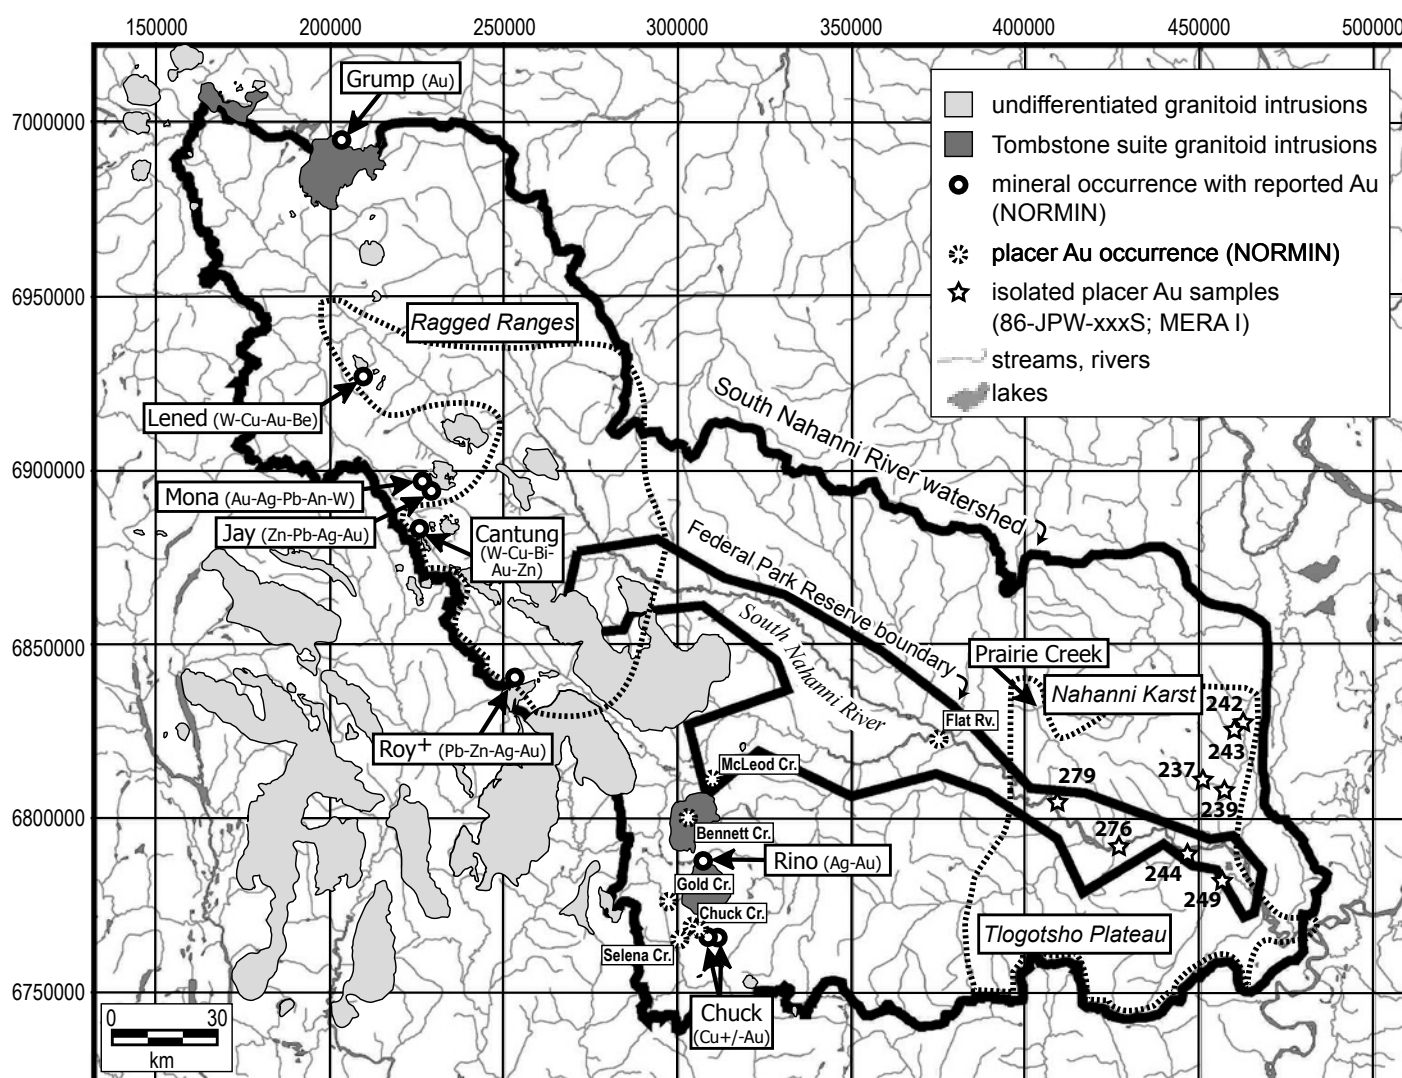 150000 200000 250000 300000 350000 400000 450000 500000
7000000
6950000
6900000
6850000
6800000
6750000
Grump (Au)
undifferentiated granitoid intrusions
Tombstone suite granitoid intrusions
mineral occurrence with reported Au
(NORMIN)
placer Au occurrence (NORMIN)
isolated placer Au samples
(86-JPW-xxxS; MERA I)
streams, rivers
lakes
Ragged Ranges
Lened (W-Cu-Au-Be)
South Nahanni River watershed
Mona (Au-Ag-Pb-An-W)
Jay (Zn-Pb-Ag-Au)
Cantung
(W-Cu-Bi-
Au-Zn)
Federal Park Reserve boundary
South Nahanni River
Prairie Creek
Nahanni Karst
242
243
Flat Rv.
Roy+ (Pb-Zn-Ag-Au)
McLeod Cr.
237
279
239
Bennett Cr.
276
Rino (Ag-Au)
244
Gold Cr.
249
Chuck Cr.
Tlogotsho Plateau
Selena Cr.
Chuck
(Cu+/-Au)
0 30
km